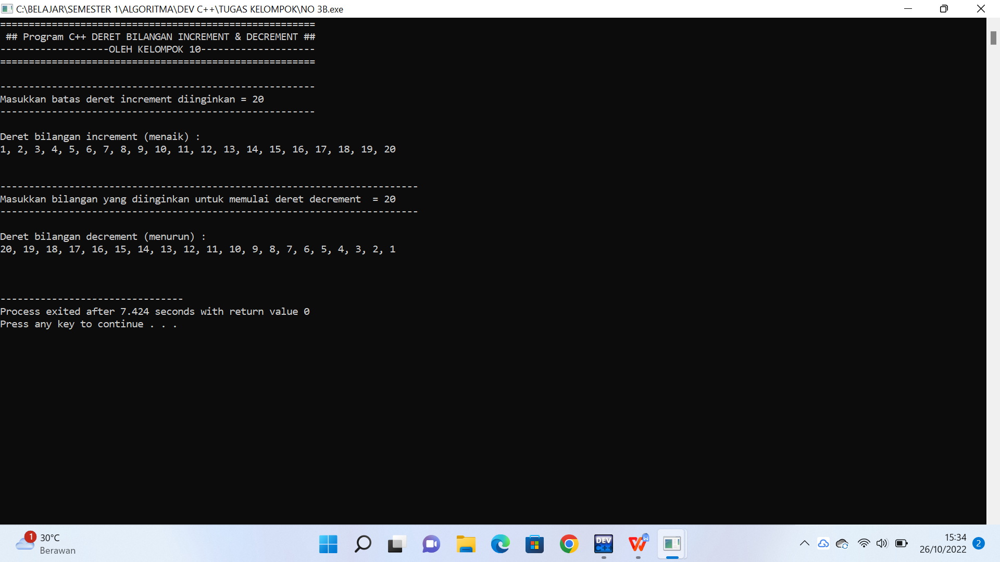 C:\BELAJAR\SEMESTER 1\ALGORITMA\DEV C++\TUGAS KELOMPOK\NO 3B.exe
=======================================================
 ## Program C++ DERET BILANGAN INCREMENT & DECREMENT ##
-------------------OLEH KELOMPOK 10--------------------
=======================================================
-------------------------------------------------------
Masukkan batas deret increment diinginkan = 20
-------------------------------------------------------
Deret bilangan increment (menaik) :
1, 2, 3, 4, 5, 6, 7, 8, 9, 10, 11, 12, 13, 14, 15, 16, 17, 18, 19, 20
-------------------------------------------------------------------------
Masukkan bilangan yang diinginkan untuk memulai deret decrement  = 20
-------------------------------------------------------------------------
Deret bilangan decrement (menurun) :
20, 19, 18, 17, 16, 15, 14, 13, 12, 11, 10, 9, 8, 7, 6, 5, 4, 3, 2, 1
--------------------------------
Process exited after 7.424 seconds with return value 0
Press any key to continue . . .
1
30°C
Berawan
DEV
C++
W
15:34
26/10/2022
2